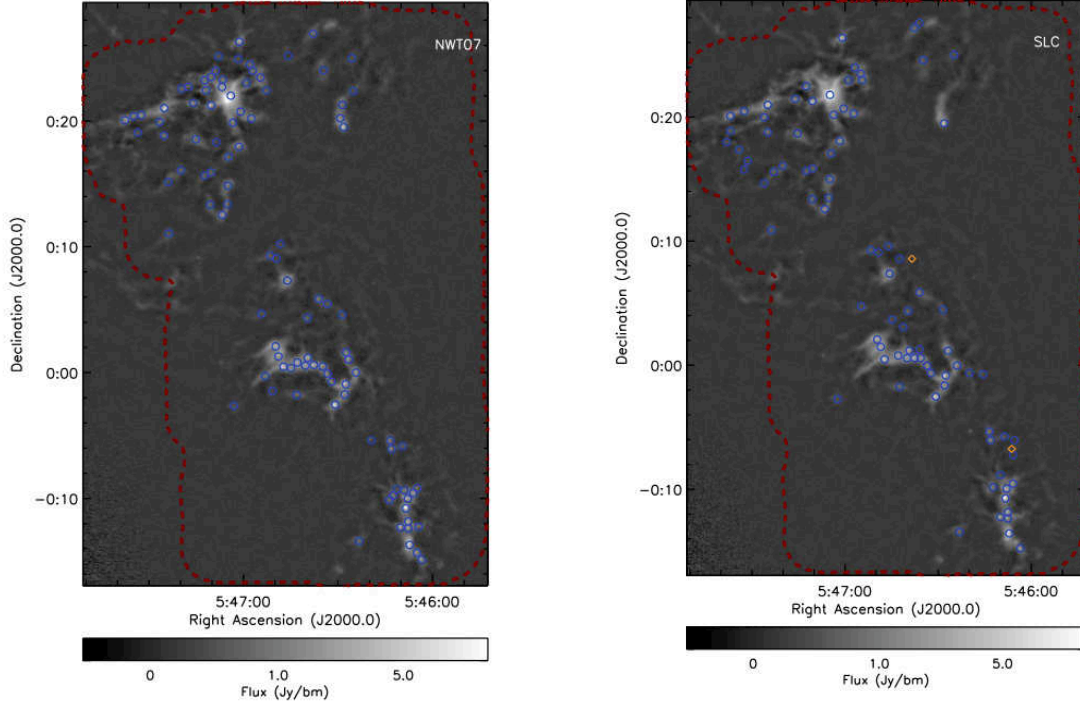 NWT07
0:20
0:10
0:00
−0:10
Declination (J2000.0)
5:47:00
5:46:00
Right Ascension (J2000.0)
0
1.0
5.0
Flux (Jy/bm)
SLC
0:20
0:10
0:00
−0:10
Declination (J2000.0)
5:47:00
5:46:00
Right Ascension (J2000.0)
0
1.0
5.0
Flux (Jy/bm)